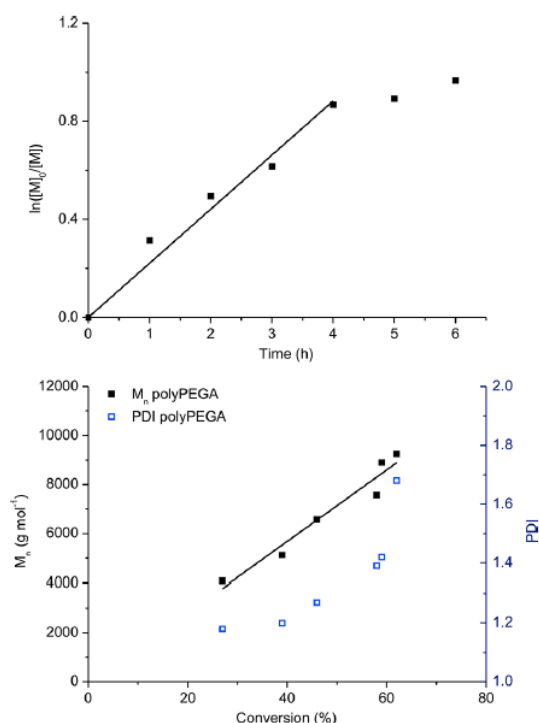 1.2
0.8
0.4
0.0
ln([M]₀/[M])
0 1 2 3 4 5 6
Time (h)
12000
10000
8000
6000
4000
2000
0
Mₙ (g mol⁻¹)
Mₙ polyPEGA
PDI polyPEGA
2.0
1.8
1.6
1.4
1.2
1.0
PDI
0 20 40 60 80
Conversion (%)